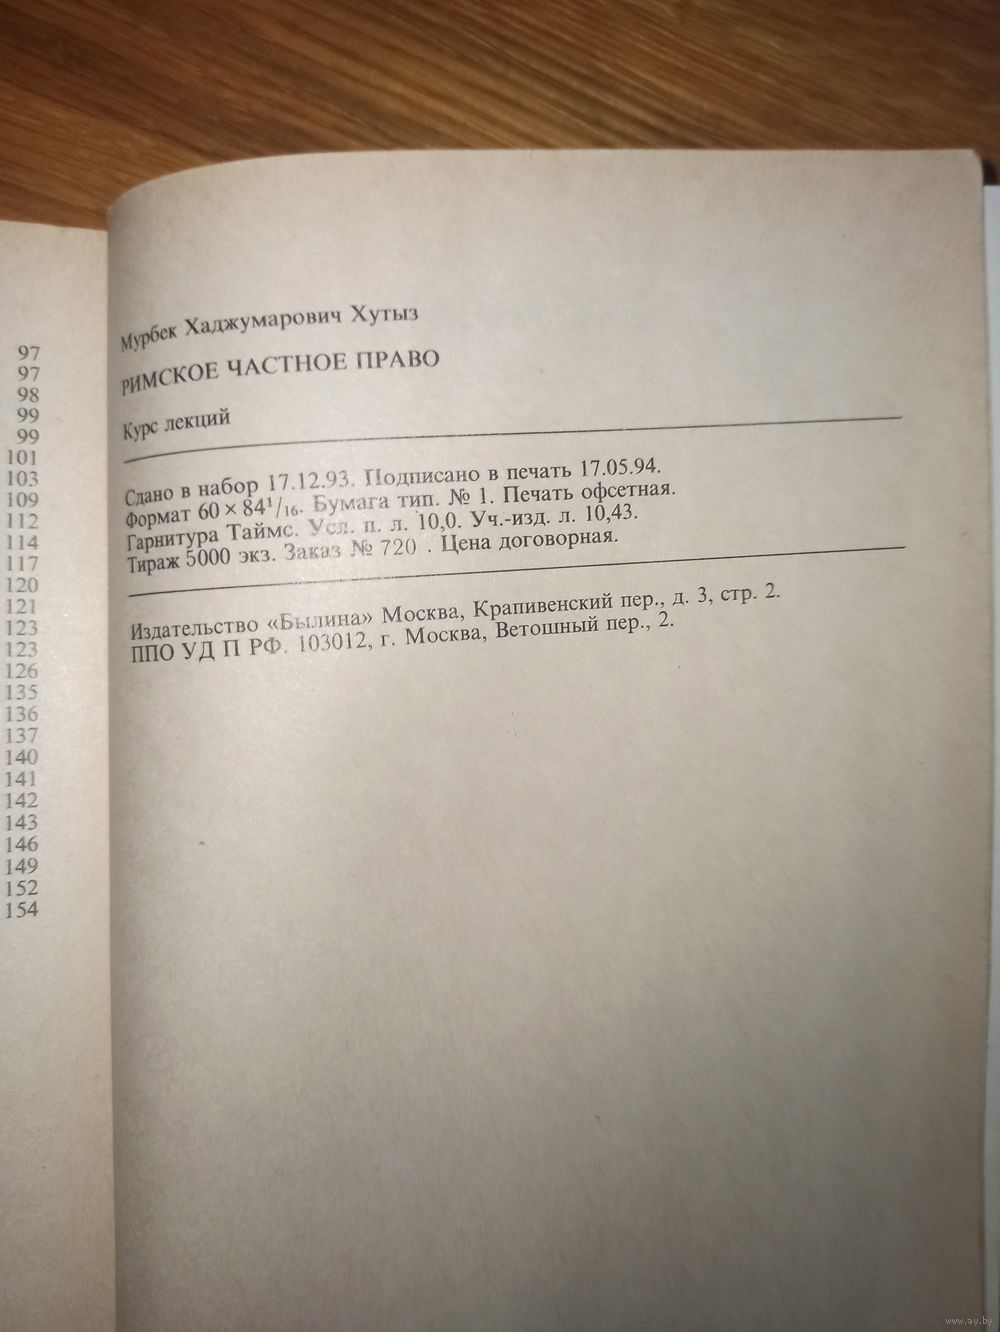 97
97
98
99
99
101
103
109
112
114
117
120
121
123
123
126
135
136
137
140
141
142
143
146
149
152
154
Мурбек Хаджумарович Хутыз
РИМСКОЕ ЧАСТНОЕ ПРАВО
Курс лекций
Сдано в набор 17.12.93. Подписано в печать 17.05.94.
Формат 60 × 84¹/₁₆. Бумага тип. № 1. Печать офсетная.
Гарнитура Таймс. Усл. п. л. 10,0. Уч.-изд. л. 10,43.
Тираж 5000 экз. Заказ № 720 . Цена договорная.
Издательство «Былина» Москва, Крапивенский пер., д. 3, стр. 2.
ППО УД П РФ. 103012, г. Москва, Ветошный пер., 2.
www.ay.by